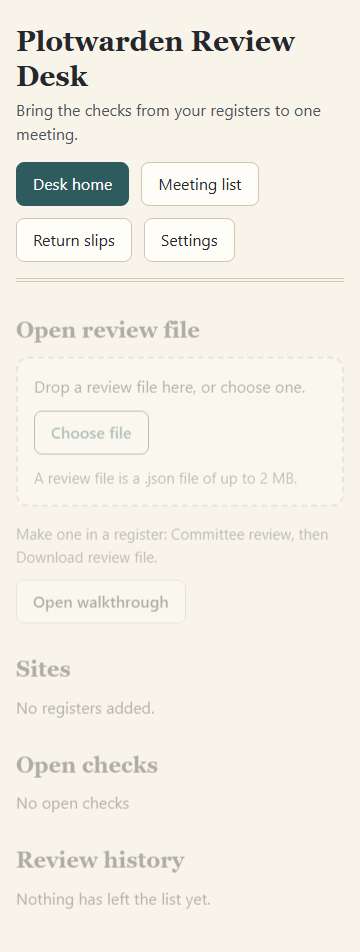 Plotwarden Review
Desk
Bring the checks from your registers to one
meeting.
Desk home
Meeting list
Return slips
Settings
Open review file
Drop a review file here, or choose one.
Choose file
A review file is a .json file of up to 2 MB.
Make one in a register: Committee review, then
Download review file.
Open walkthrough
Sites
No registers added.
Open checks
No open checks
Review history
Nothing has left the list yet.